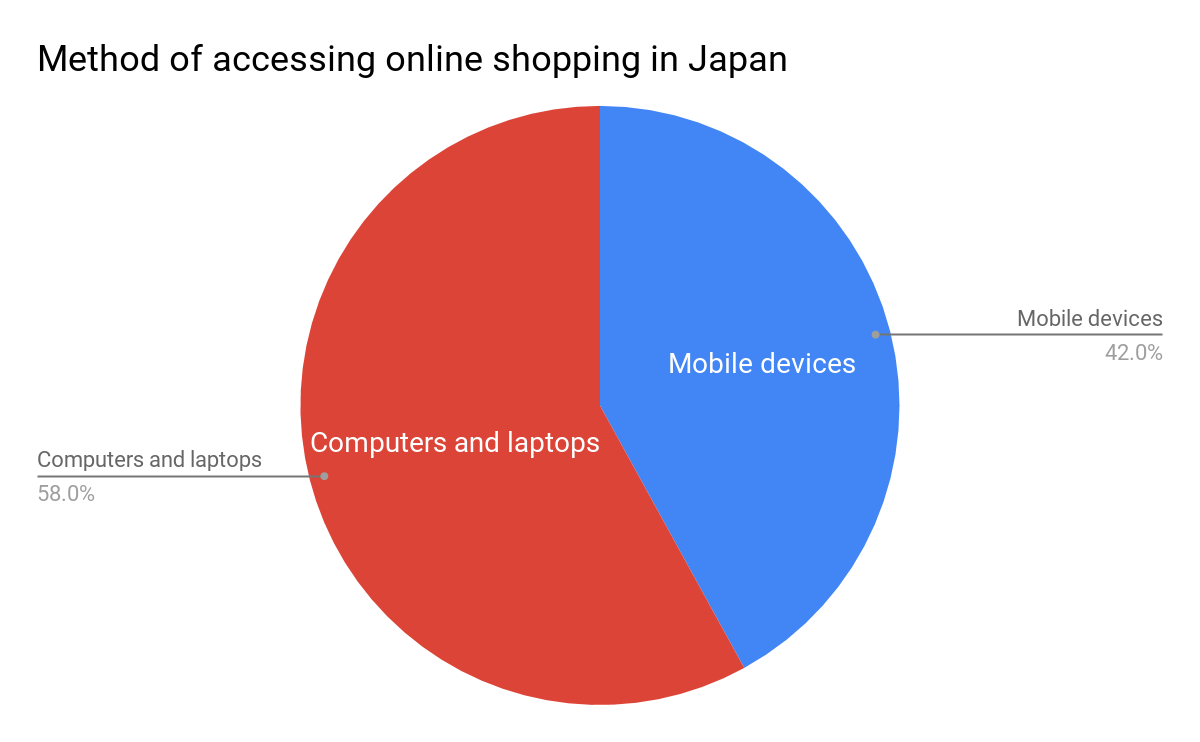 Method of accessing online shopping in Japan
Mobile devices
42.0%
Mobile devices
Computers and laptops
Computers and laptops
58.0%